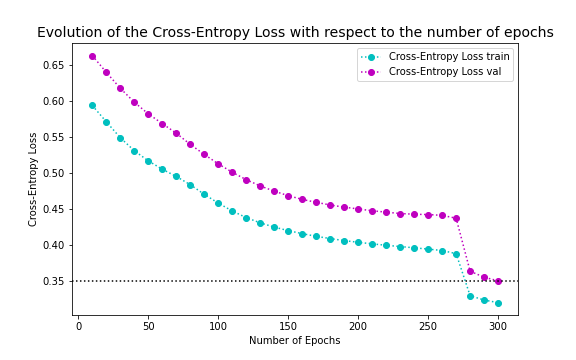 Evolution of the Cross-Entropy Loss with respect to the number of epochs
Cross-Entropy Loss train
Cross-Entropy Loss val
Cross-Entropy Loss
0.65
0.60
0.55
0.50
0.45
0.40
0.35
0
50
100
150
200
250
300
Number of Epochs